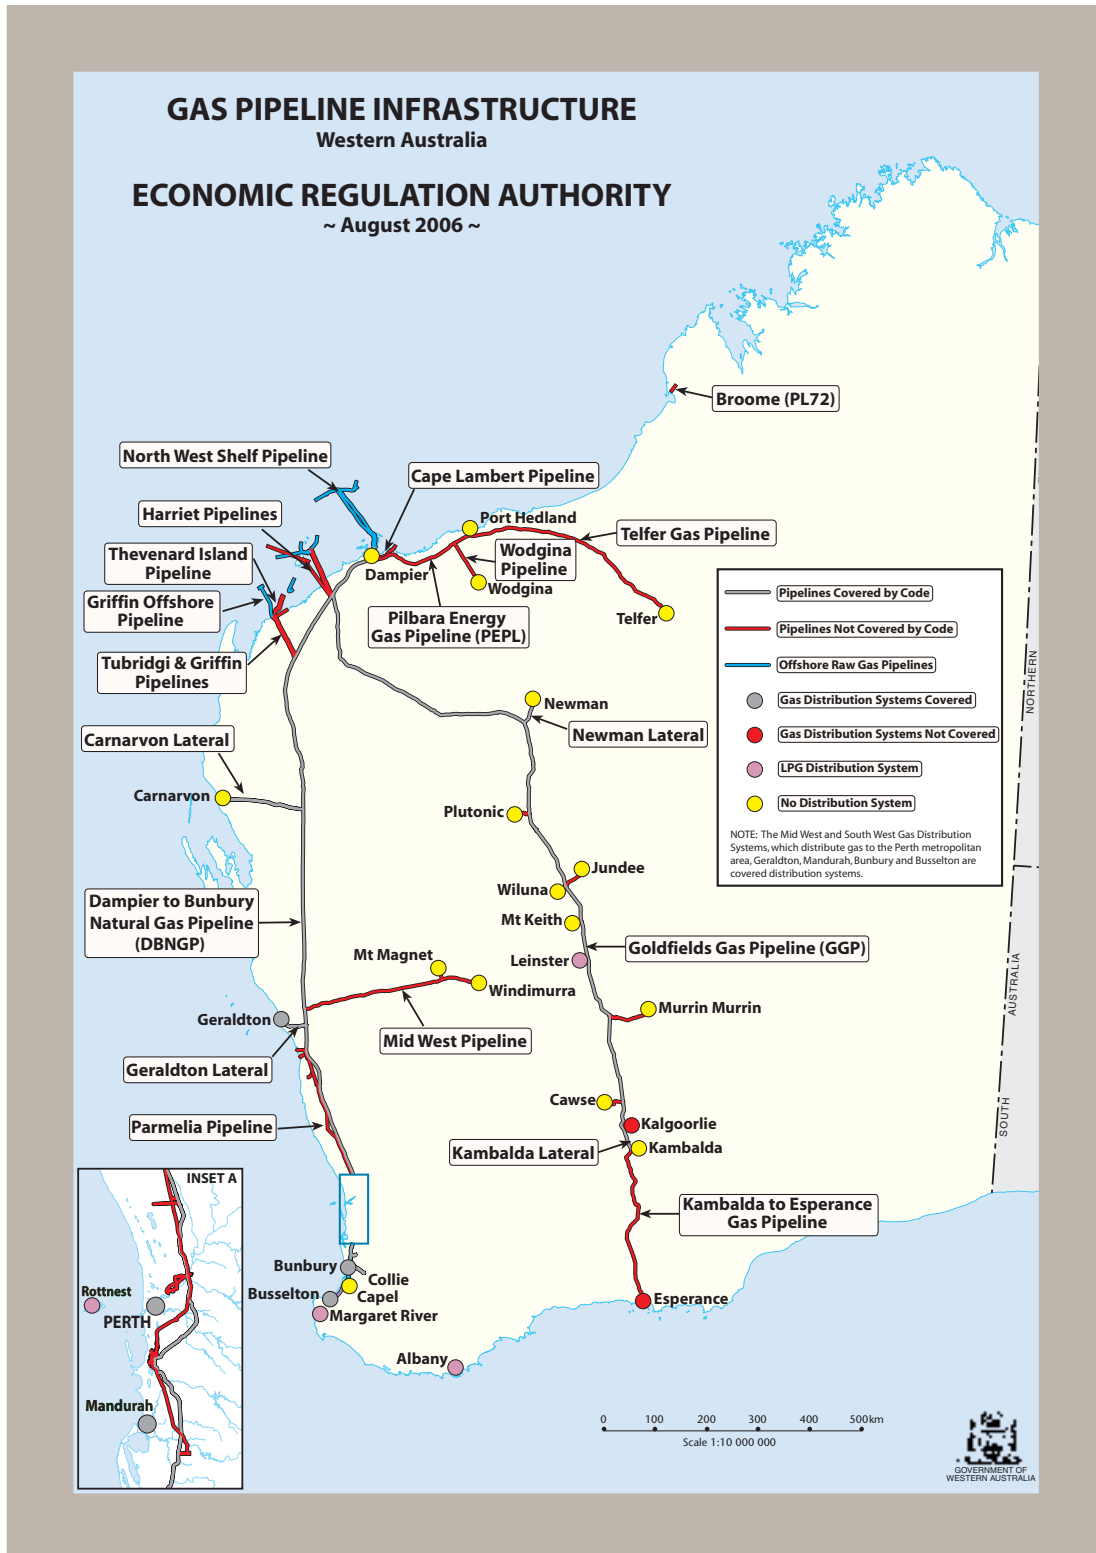 GAS PIPELINE INFRASTRUCTURE
Western Australia
ECONOMIC REGULATION AUTHORITY
~ August 2006 ~
Broome (PL72)
North West Shelf Pipeline
Cape Lambert Pipeline
Harriet Pipelines
Port Hedland
Telfer Gas Pipeline
Thevenard Island
Pipeline
Wodgina
Pipeline
Dampier
Wodgina
Griffin Offshore
Pipeline
Pilbara Energy
Gas Pipeline (PEPL)
Telfer
Tubridgi & Griffin
Pipelines
Pipelines Covered by Code
Pipelines Not Covered by Code
Offshore Raw Gas Pipelines
Gas Distribution Systems Covered
Gas Distribution Systems Not Covered
LPG Distribution System
No Distribution System
NOTE: The Mid West and South West Gas Distribution
Systems, which distribute gas to the Perth metropolitan
area, Geraldton, Mandurah, Bunbury and Busselton are
covered distribution systems.
NORTHERN
Newman
Newman Lateral
Carnarvon Lateral
Carnarvon
Plutonic
Jundee
Wiluna
Dampier to Bunbury
Natural Gas Pipeline
(DBNGP)
Mt Keith
Goldfields Gas Pipeline (GGP)
Mt Magnet
Leinster
Windimurra
AUSTRALIA
Murrin Murrin
Geraldton
Mid West Pipeline
Geraldton Lateral
Cawse
Kalgoorlie
Parmelia Pipeline
SOUTH
Kambalda Lateral
Kambalda
INSET A
Kambalda to Esperance
Gas Pipeline
Bunbury
Collie
Rottnest
Busselton
Capel
Esperance
PERTH
Margaret River
Albany
Mandurah
0 100 200 300 400 500km
Scale 1:10 000 000
GOVERNMENT OF
WESTERN AUSTRALIA